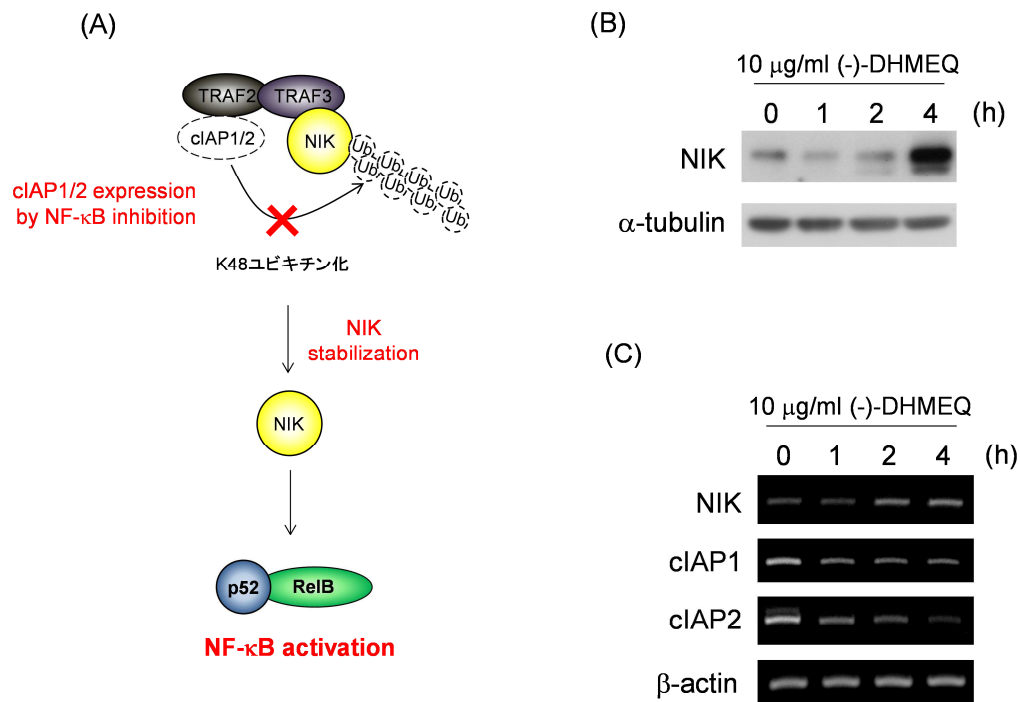 (A)
TRAF2
TRAF3
cIAP1/2
NIK
Ub
Ub
Ub
Ub
Ub
Ub
Ub
Ub
cIAP1/2 expression
by NF-κB inhibition
K48ユビキチン化
NIK
stabilization
NIK
p52
RelB
NF-κB activation
(B)
10 μg/ml (-)-DHMEQ
0 1 2 4 (h)
NIK
α-tubulin
(C)
10 μg/ml (-)-DHMEQ
0 1 2 4 (h)
NIK
cIAP1
cIAP2
β-actin